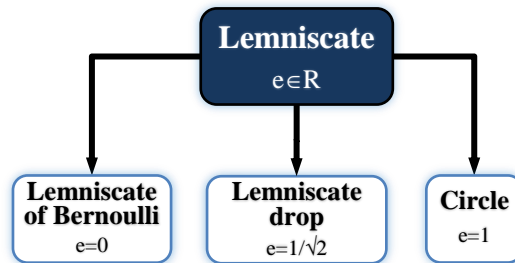 Lemniscate
e∈R
Lemniscate
of Bernoulli
e=0
Lemniscate
drop
e=1/√2
Circle
e=1